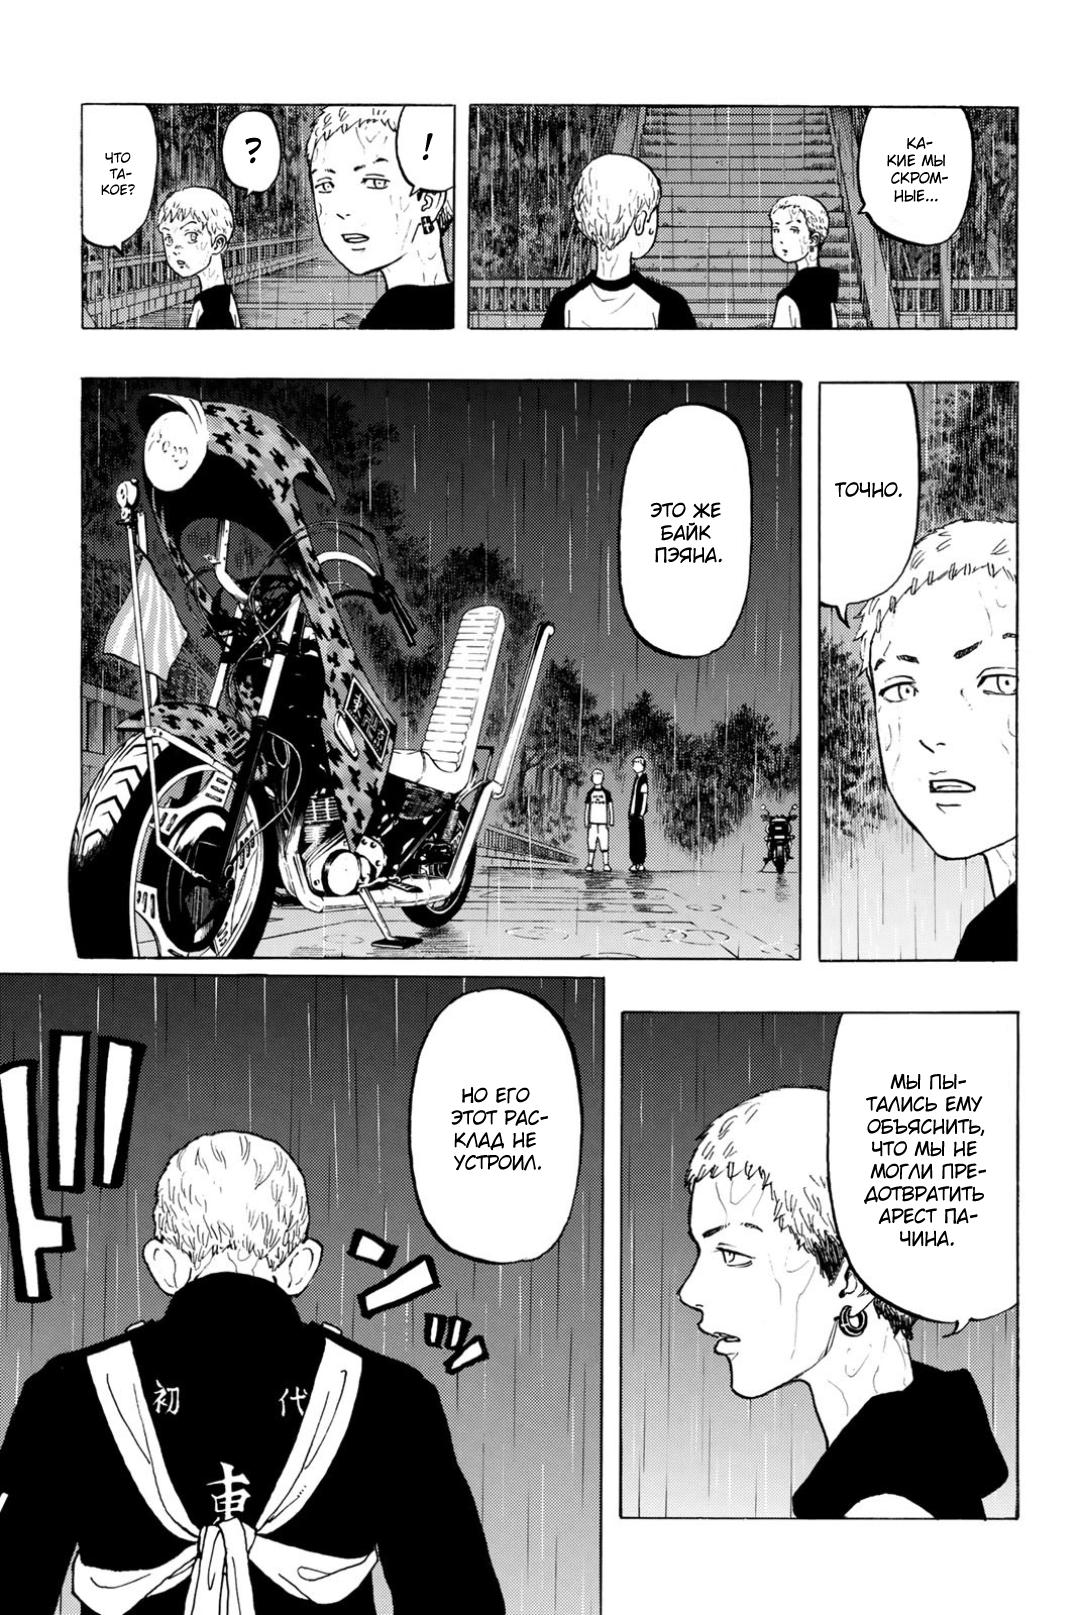 КА-
КИЕ МЫ
СКРОМ-
НЫЕ...
!
?
ЧТО
ТА-
КОЕ?
ТОЧНО.
ЭТО ЖЕ
БАЙК
ПЭЯНА.
МЫ ПЫ-
ТАЛИСЬ ЕМУ
ОБЪЯСНИТЬ,
ЧТО МЫ НЕ
МОГЛИ ПРЕ-
ДОТВРАТИТЬ
АРЕСТ ПА-
ЧИНА.
НО ЕГО
ЭТОТ РАС-
КЛАД НЕ
УСТРОИЛ.
初代
東